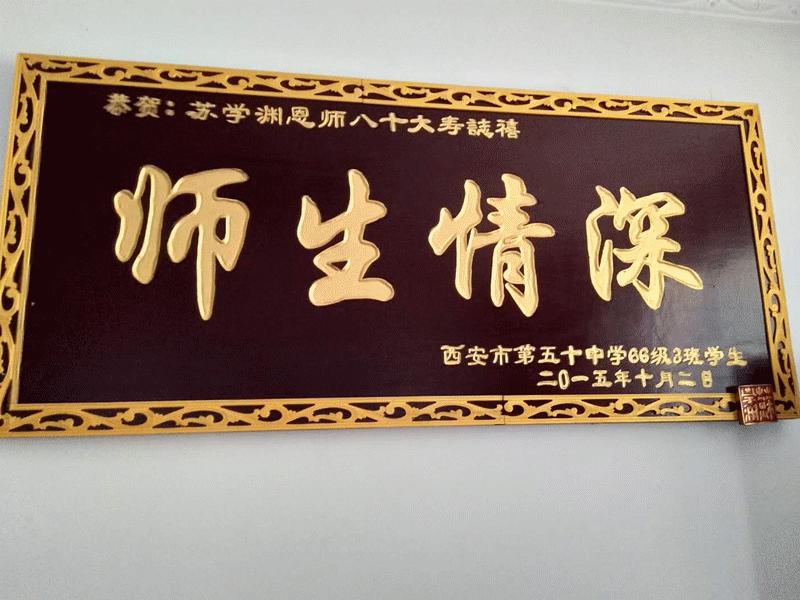 恭贺：苏学渊恩师八十大寿誌禧
师生情深
西安市第五十中学66级3班学生
二0一五年十月二日